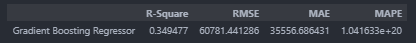 R-Square RMSE MAE MAPE
Gradient Boosting Regressor 0.349477 60781.441286 35556.686431 1.041633e+20